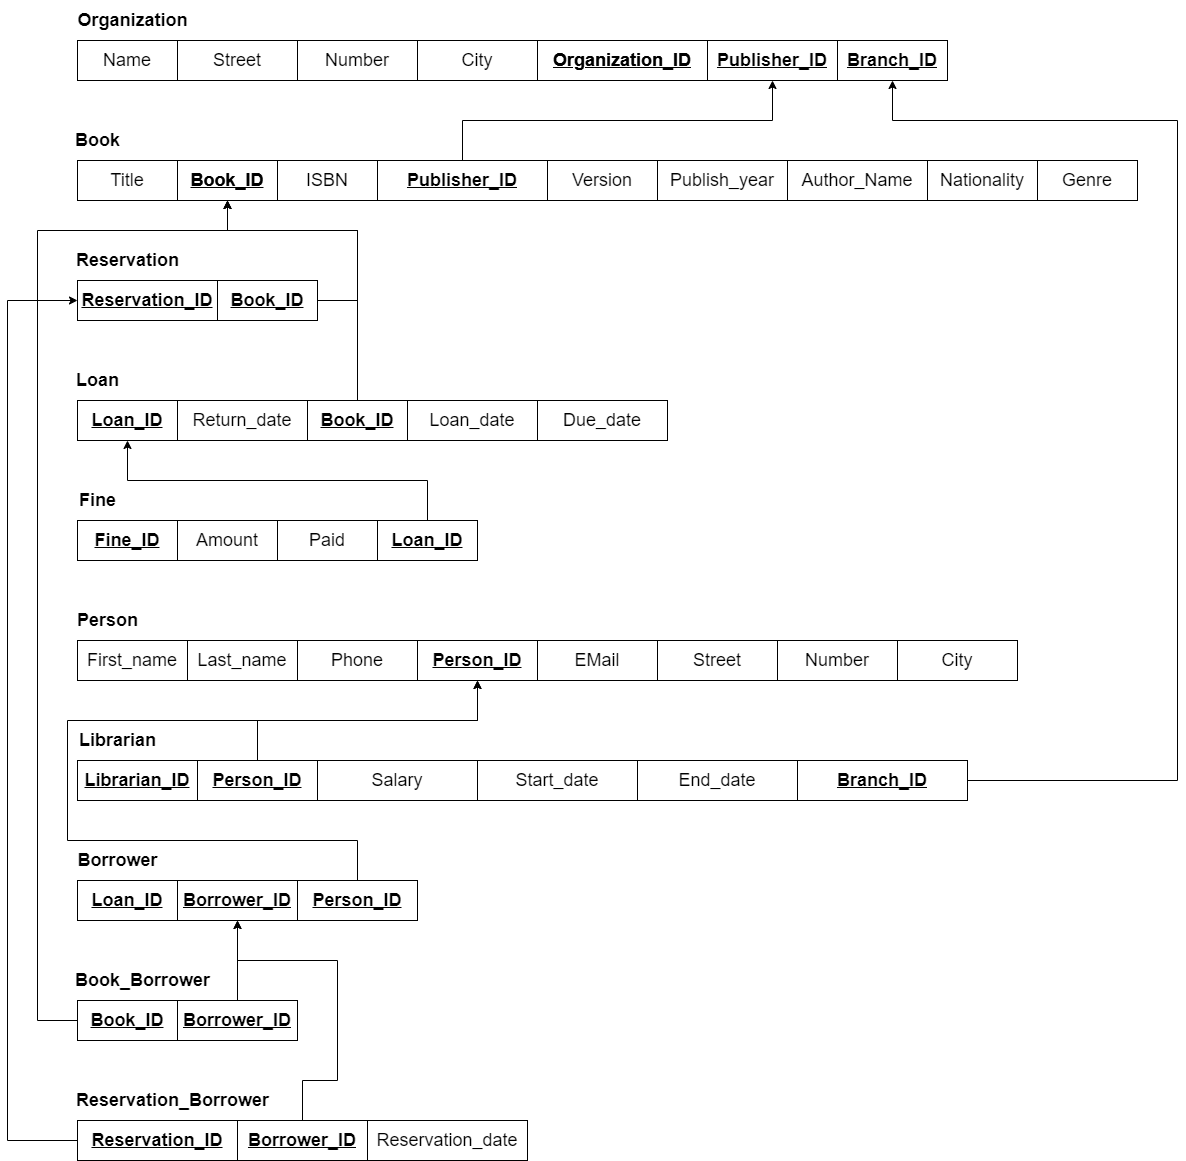 Organization
Name Street Number City Organization_ID Publisher_ID Branch_ID
Book
Title Book_ID ISBN Publisher_ID Version Publish_year Author_Name Nationality Genre
Reservation
Reservation_ID Book_ID
Loan
Loan_ID Return_date Book_ID Loan_date Due_date
Fine
Fine_ID Amount Paid Loan_ID
Person
First_name Last_name Phone Person_ID EMail Street Number City
Librarian
Librarian_ID Person_ID Salary Start_date End_date Branch_ID
Borrower
Loan_ID Borrower_ID Person_ID
Book_Borrower
Book_ID Borrower_ID
Reservation_Borrower
Reservation_ID Borrower_ID Reservation_date